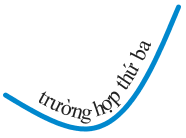 trường hợp thứ ba